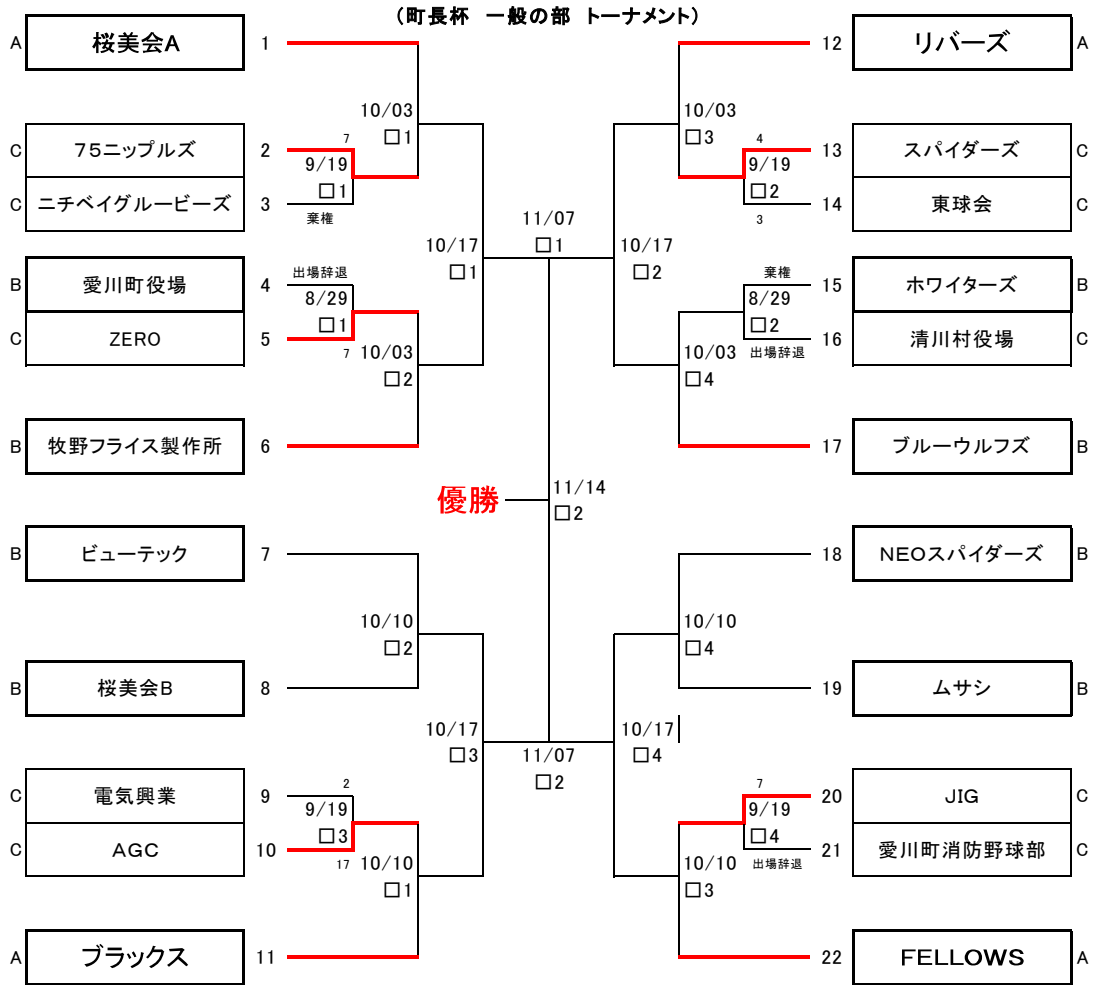 （町長杯　一般の部　トーナメント）
A 桜美会A 1
10/03
□1
C 75ニップルズ 2
7
9/19
□1
C ニチベイグルービーズ 3
棄権
10/17
□1
B 愛川町役場 4
出場辞退
8/29
□1
C ZERO 5
7
10/03
□2
B 牧野フライス製作所 6
11/07
□1
優勝
11/14
□2
B ビューテック 7
10/10
□2
B 桜美会B 8
10/17
□3
C 電気興業 9
2
9/19
□3
C AGC 10
17
10/10
□1
A ブラックス 11
11/07
□2
12 リバーズ A
10/03
□3
4
13 スパイダーズ C
9/19
□2
14 東球会 C
3
10/17
□2
棄権
15 ホワイターズ B
8/29
□2
16 清川村役場 C
出場辞退
10/03
□4
17 ブルーウルフズ B
18 NEOスパイダーズ B
10/10
□4
19 ムサシ B
10/17
□4
7
20 JIG C
9/19
□4
21 愛川町消防野球部 C
出場辞退
10/10
□3
22 FELLOWS A